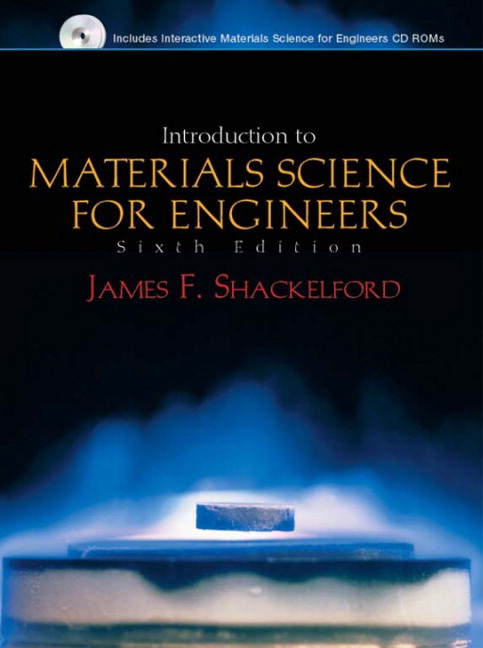 Includes Interactive Materials Science for Engineers CD ROMs
Introduction to
MATERIALS SCIENCE
FOR ENGINEERS
Sixth Edition
JAMES F. SHACKELFORD